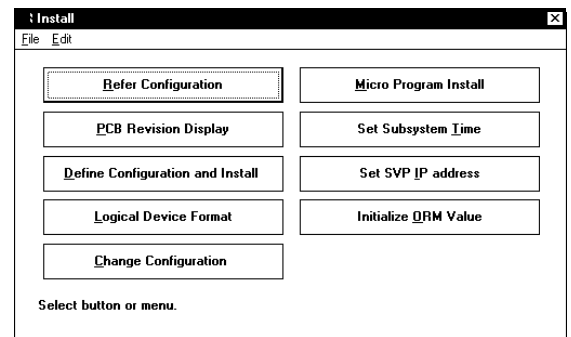 Install
File Edit
Refer Configuration
Micro Program Install
PCB Revision Display
Set Subsystem Time
Define Configuration and Install
Set SVP IP address
Logical Device Format
Initialize ORM Value
Change Configuration
Select button or menu.